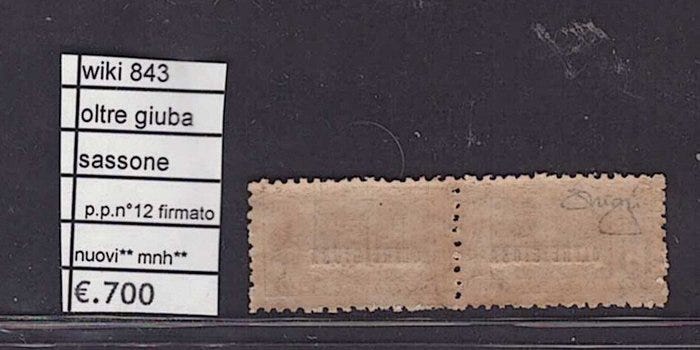 wiki 843
oltre giuba
sassone
p.p.n°12 firmato
nuovi** mnh**
€.700